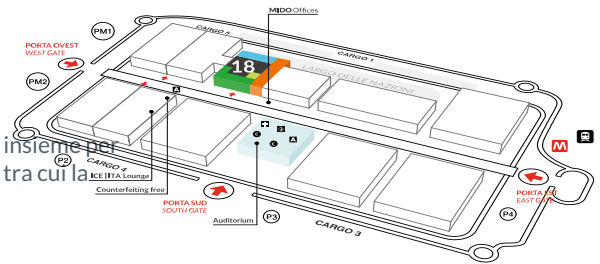 MIDO Offices
PM1
CARGO 5
CARGO 1
PORTA OVEST
WEST GATE
18
LARGO DELLE NAZIONI
PM2
A
insieme per
tra cui la
P2
CARGO 4
ICE | ITA Lounge
Counterfeiting free
A
M
PORTA EST
EAST GATE
PORTA SUD
SOUTH GATE
Auditorium
P3
P4
CARGO 3